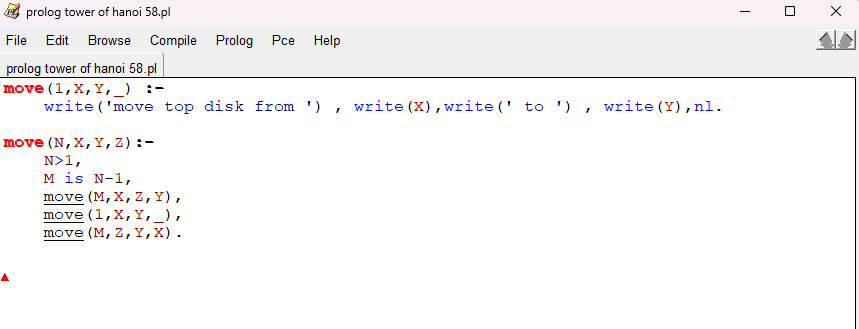 prolog tower of hanoi 58.pl
File Edit Browse Compile Prolog Pce Help
prolog tower of hanoi 58.pl
move(1,X,Y,_) :-
    write('move top disk from ') , write(X),write(' to ') , write(Y),nl.

move(N,X,Y,Z):-
    N>1,
    M is N-1,
    move(M,X,Z,Y),
    move(1,X,Y,_),
    move(M,Z,Y,X).